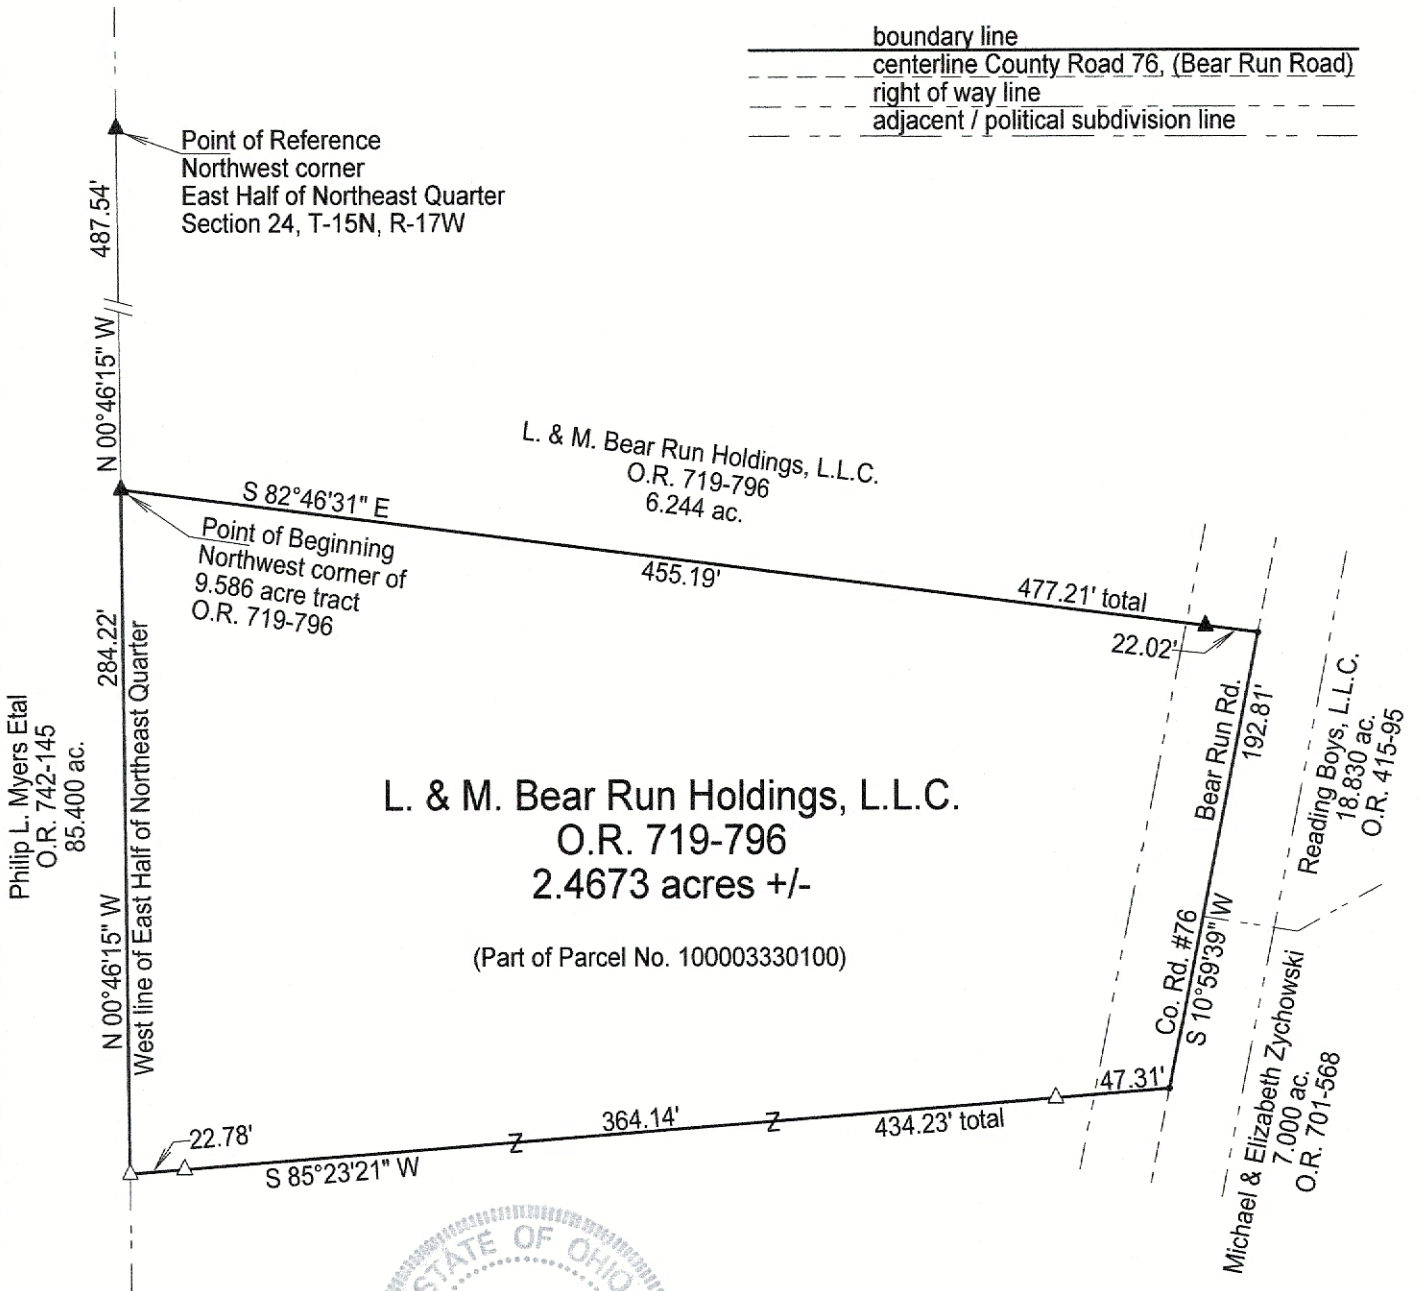 boundary line
centerline County Road 76, (Bear Run Road)
right of way line
adjacent / political subdivision line
Point of Reference
Northwest corner
East Half of Northeast Quarter
Section 24, T-15N, R-17W
487.54'
N 00°46'15" W
L. & M. Bear Run Holdings, L.L.C.
O.R. 719-796
6.244 ac.
S 82°46'31" E
455.19'
477.21' total
22.02'
Point of Beginning
Northwest corner of
9.586 acre tract
O.R. 719-796
284.22'
N 00°46'15" W
West line of East Half of Northeast Quarter
Philip L. Myers Etal
O.R. 742-145
85.400 ac.
L. & M. Bear Run Holdings, L.L.C.
O.R. 719-796
2.4673 acres +/-
(Part of Parcel No. 100003330100)
Bear Run Rd.
192.81'
Co. Rd. #76
S 10°59'39" W
Reading Boys, L.L.C.
18.830 ac.
O.R. 415-95
Michael & Elizabeth Zychowski
7.000 ac.
O.R. 701-568
47.31'
364.14'
434.23' total
22.78'
S 85°23'21" W
Z
Z
STATE OF OHIO